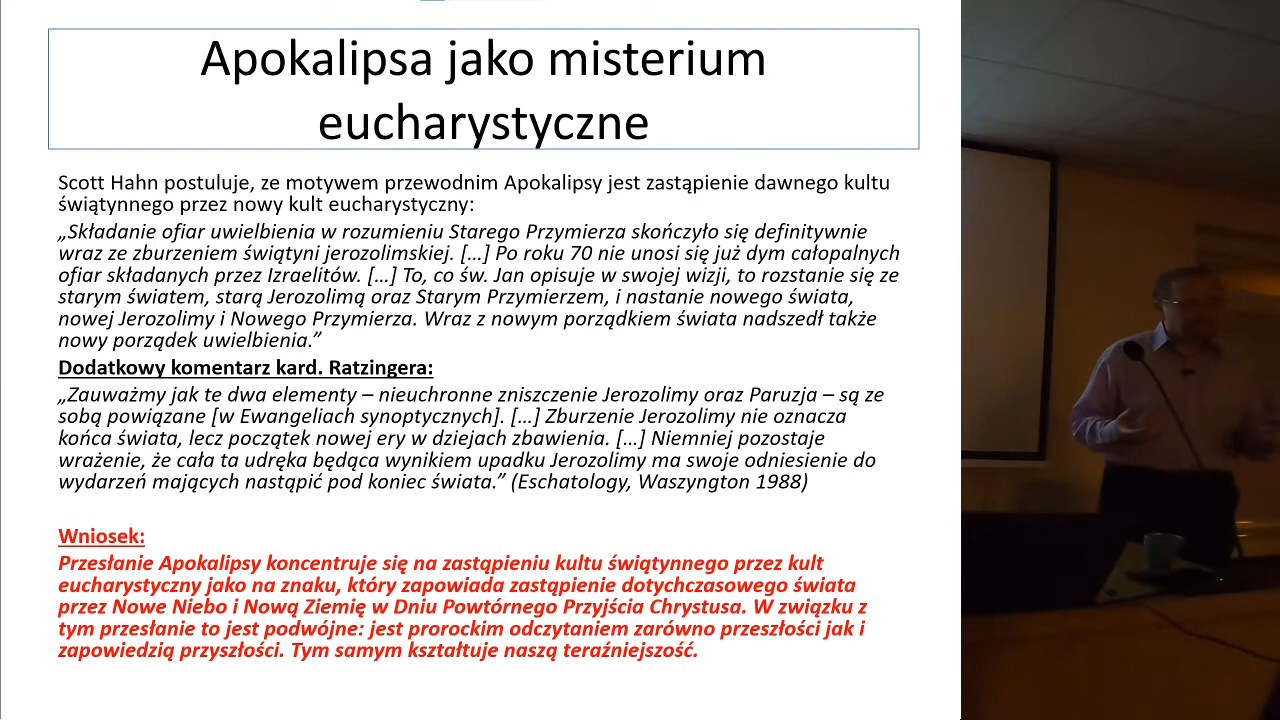 Apokalipsa jako misterium
eucharystyczne
Scott Hahn postuluje, ze motywem przewodnim Apokalipsy jest zastąpienie dawnego kultu
świątynnego przez nowy kult eucharystyczny:
„Składanie ofiar uwielbienia w rozumieniu Starego Przymierza skończyło się definitywnie
wraz ze zburzeniem świątyni jerozolimskiej. […] Po roku 70 nie unosi się już dym całopalnych
ofiar składanych przez Izraelitów. […] To, co św. Jan opisuje w swojej wizji, to rozstanie się ze
starym światem, starą Jerozolimą oraz Starym Przymierzem, i nastanie nowego świata,
nowej Jerozolimy i Nowego Przymierza. Wraz z nowym porządkiem świata nadszedł także
nowy porządek uwielbienia.”
Dodatkowy komentarz kard. Ratzingera:
„Zauważmy jak te dwa elementy – nieuchronne zniszczenie Jerozolimy oraz Paruzja – są ze
sobą powiązane [w Ewangeliach synoptycznych]. […] Zburzenie Jerozolimy nie oznacza
końca świata, lecz początek nowej ery w dziejach zbawienia. […] Niemniej pozostaje
wrażenie, że cała ta udręka będąca wynikiem upadku Jerozolimy ma swoje odniesienie do
wydarzeń mających nastąpić pod koniec świata.” (Eschatology, Waszyngton 1988)
Wniosek:
Przesłanie Apokalipsy koncentruje się na zastąpieniu kultu świątynnego przez kult
eucharystyczny jako na znaku, który zapowiada zastąpienie dotychczasowego świata
przez Nowe Niebo i Nową Ziemię w Dniu Powtórnego Przyjścia Chrystusa. W związku z
tym przesłanie to jest podwójne: jest prorockim odczytaniem zarówno przeszłości jak i
zapowiedzią przyszłości. Tym samym kształtuje naszą teraźniejszość.